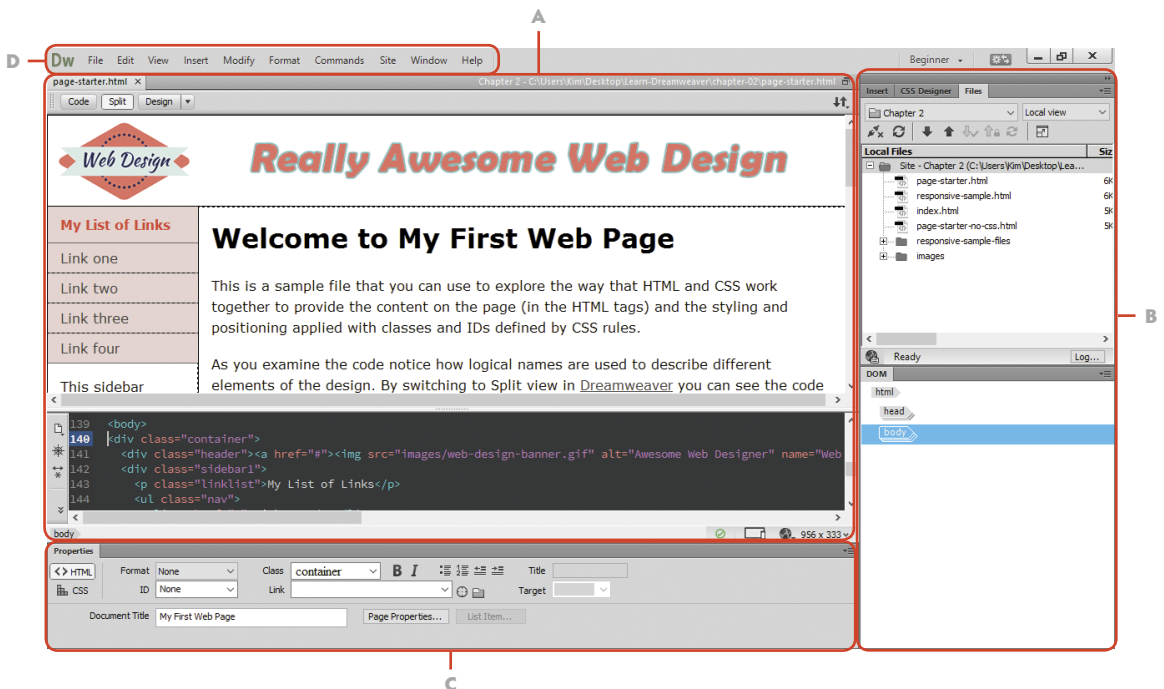 A
D
Dw File Edit View Insert Modify Format Commands Site Window Help
Beginner
page-starter.html ×
Chapter 2 - C:\Users\Kim\Desktop\Learn-Dreamweaver\chapter-02\page-starter.html
Code Split Design
Web Design
Really Awesome Web Design
My List of Links
Link one
Link two
Link three
Link four
This sidebar
Welcome to My First Web Page
This is a sample file that you can use to explore the way that HTML and CSS work
together to provide the content on the page (in the HTML tags) and the styling and
positioning applied with classes and IDs defined by CSS rules.
As you examine the code notice how logical names are used to describe different
elements of the design. By switching to Split view in Dreamweaver you can see the code
139 <body>
140 <div class="container">
141 <div class="header"><a href="#"><img src="images/web-design-banner.gif" alt="Awesome Web Designer" name="Web
142 <div class="sidebar1">
143 <p class="linklist">My List of Links</p>
144 <ul class="nav">
body
956 x 333
Insert CSS Designer Files
Chapter 2 Local view
Local Files Siz
Site - Chapter 2 (C:\Users\Kim\Desktop\Lea...
page-starter.html 6K
responsive-sample.html 6K
index.html 5K
page-starter-no-css.html 5K
responsive-sample-files
images
B
Ready Log...
DOM
html
head
body
Properties
<> HTML Format None Class container B I Title
CSS ID None Link Target
Document Title My First Web Page Page Properties... List Item...
C